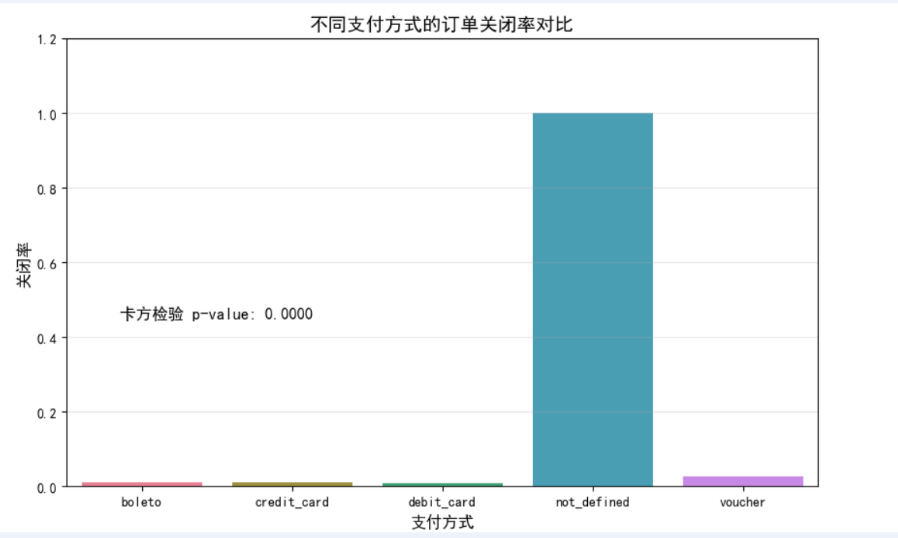 不同支付方式的订单关闭率对比
1.2
1.0
0.8
0.6
0.4
0.2
0.0
关闭率
卡方检验 p-value: 0.0000
boleto credit_card debit_card not_defined voucher
支付方式